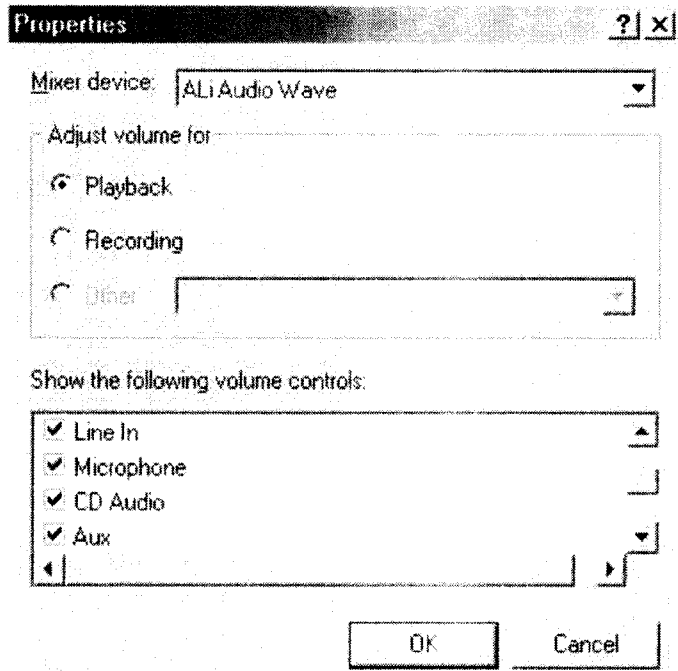 Properties
Mixer device: ALi Audio Wave
Adjust volume for
Playback
Recording
Other
Show the following volume controls:
Line In
Microphone
CD Audio
Aux
OK Cancel